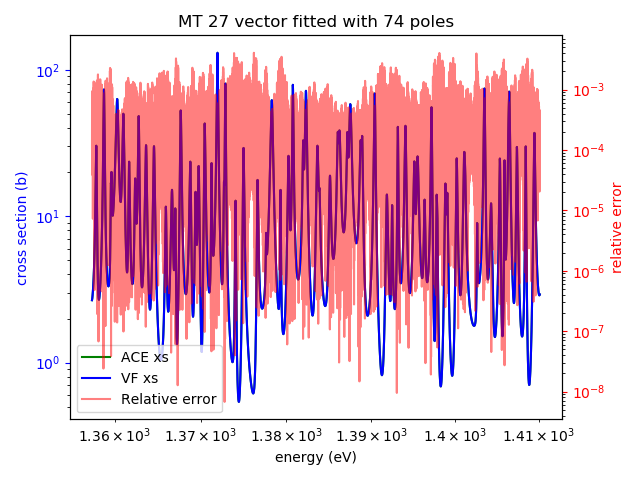 MT 27 vector fitted with 74 poles
cross section (b)
10²
10¹
10⁰
ACE xs
VF xs
Relative error
10⁻³
10⁻⁴
10⁻⁵
10⁻⁶
10⁻⁷
10⁻⁸
relative error
1.36 × 10³ 1.37 × 10³ 1.38 × 10³ 1.39 × 10³ 1.4 × 10³ 1.41 × 10³
energy (eV)